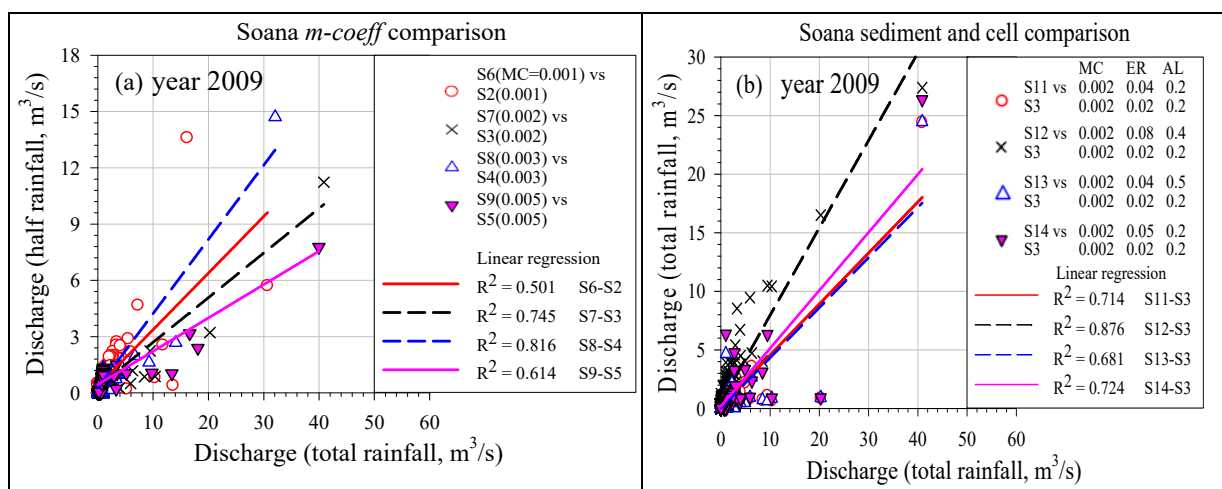 Soana m-coeff comparison
(a) year 2009
18
15
12
9
6
3
0
0 10 20 30 40 50 60
Discharge (half rainfall, m³/s)
Discharge (total rainfall, m³/s)
S6(MC=0.001) vs
S2(0.001)
S7(0.002) vs
S3(0.002)
S8(0.003) vs
S4(0.003)
S9(0.005) vs
S5(0.005)
Linear regression
R² = 0.501 S6-S2
R² = 0.745 S7-S3
R² = 0.816 S8-S4
R² = 0.614 S9-S5
Soana sediment and cell comparison
(b) year 2009
30
25
20
15
10
5
0
0 10 20 30 40 50 60
Discharge (total rainfall, m³/s)
Discharge (total rainfall, m³/s)
MC ER AL
S11 vs 0.002 0.04 0.2
S3 0.002 0.02 0.2
S12 vs 0.002 0.08 0.4
S3 0.002 0.02 0.2
S13 vs 0.002 0.04 0.5
S3 0.002 0.02 0.2
S14 vs 0.002 0.05 0.2
S3 0.002 0.02 0.2
Linear regression
R² = 0.714 S11-S3
R² = 0.876 S12-S3
R² = 0.681 S13-S3
R² = 0.724 S14-S3